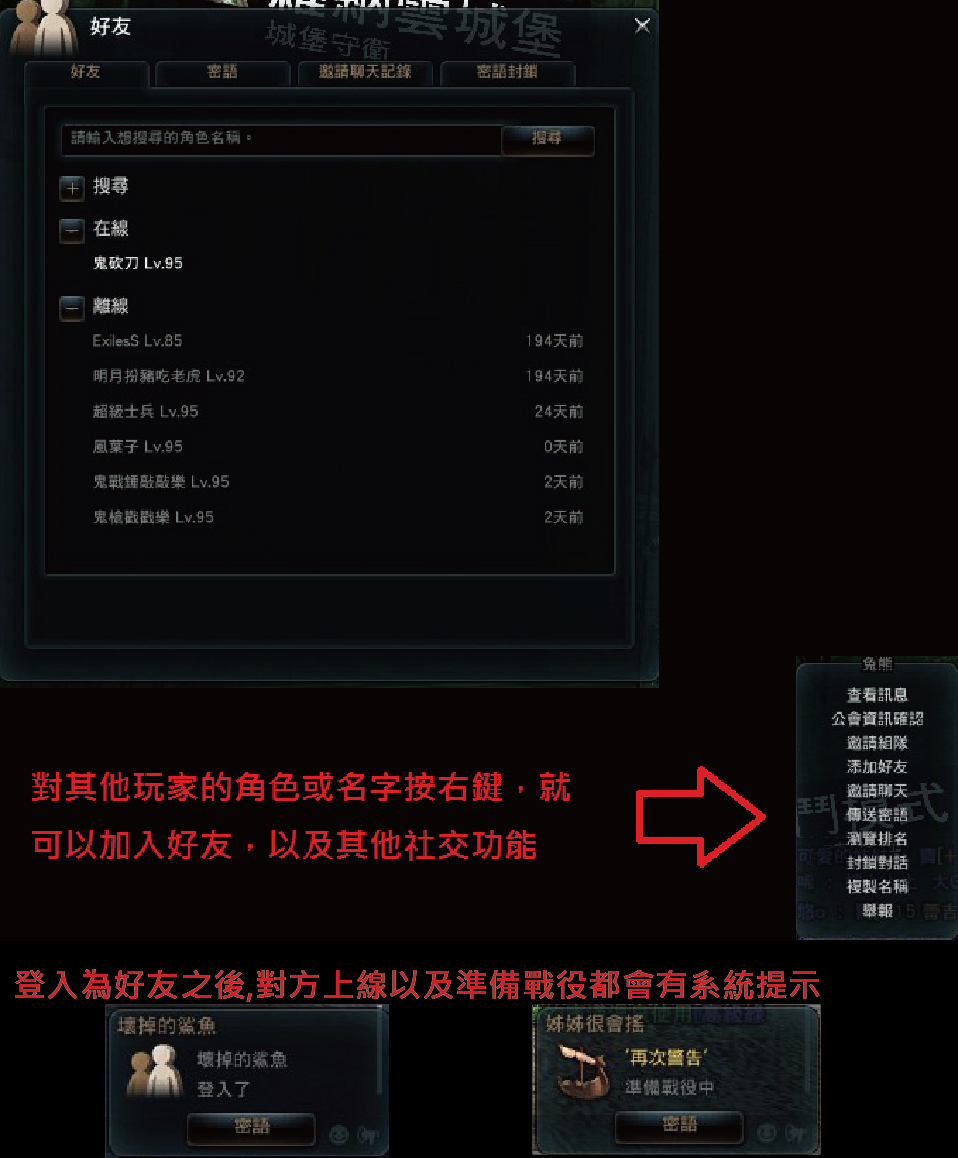 好友
城堡守衛
好友 密語 邀請聊天記錄 密語封鎖
請輸入想搜尋的角色名稱。 搜尋
搜尋
在線
鬼砍刀 Lv.95
離線
ExilesS Lv.85 194天前
明月扮豬吃老虎 Lv.92 194天前
超級士兵 Lv.95 24天前
風葉子 Lv.95 0天前
鬼戰錘敲敲樂 Lv.95 2天前
鬼槍戳戳樂 Lv.95 2天前
兔熊
查看訊息
公會資訊確認
邀請組隊
添加好友
邀請聊天
傳送密語
瀏覽排名
封鎖對話
複製名稱
舉報
對其他玩家的角色或名字按右鍵，就
可以加入好友，以及其他社交功能
登入為好友之後,對方上線以及準備戰役都會有系統提示
壞掉的鯊魚
壞掉的鯊魚
登入了
密語
姊姊很會搖
'再次警告'
準備戰役中
密語